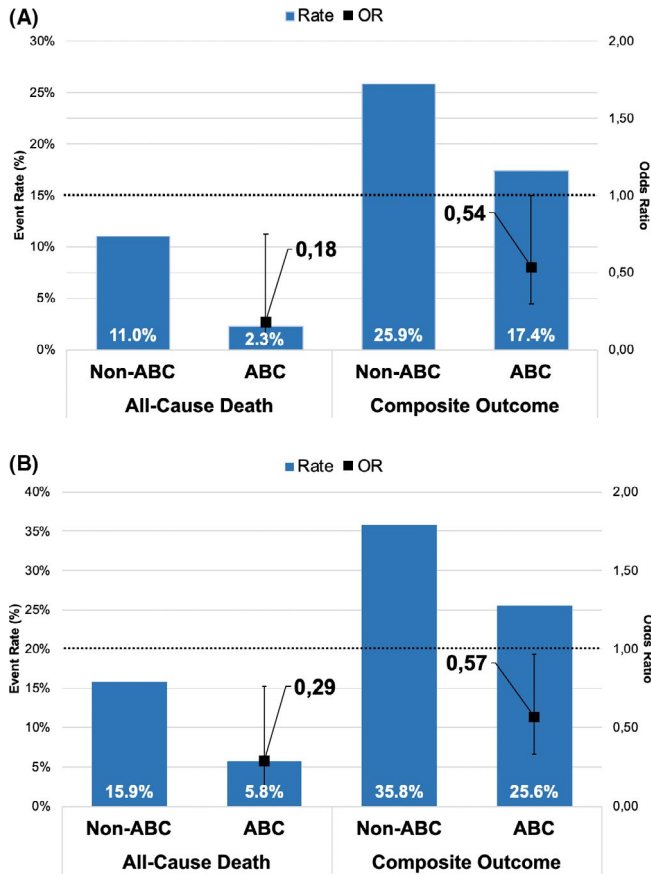 (A)
Rate OR
30% 2,00
25%
1,50
20%
15% 1,00
10%
0,50
5%
0% 0,00
Event Rate (%)
Odds Ratio
0,18
0,54
11.0% 2.3% 25.9% 17.4%
Non-ABC ABC Non-ABC ABC
All-Cause Death Composite Outcome
(B)
Rate OR
40% 2,00
35%
30% 1,50
25%
20% 1,00
15%
10% 0,50
5%
0% 0,00
Event Rate (%)
Odds Ratio
0,29
0,57
15.9% 5.8% 35.8% 25.6%
Non-ABC ABC Non-ABC ABC
All-Cause Death Composite Outcome